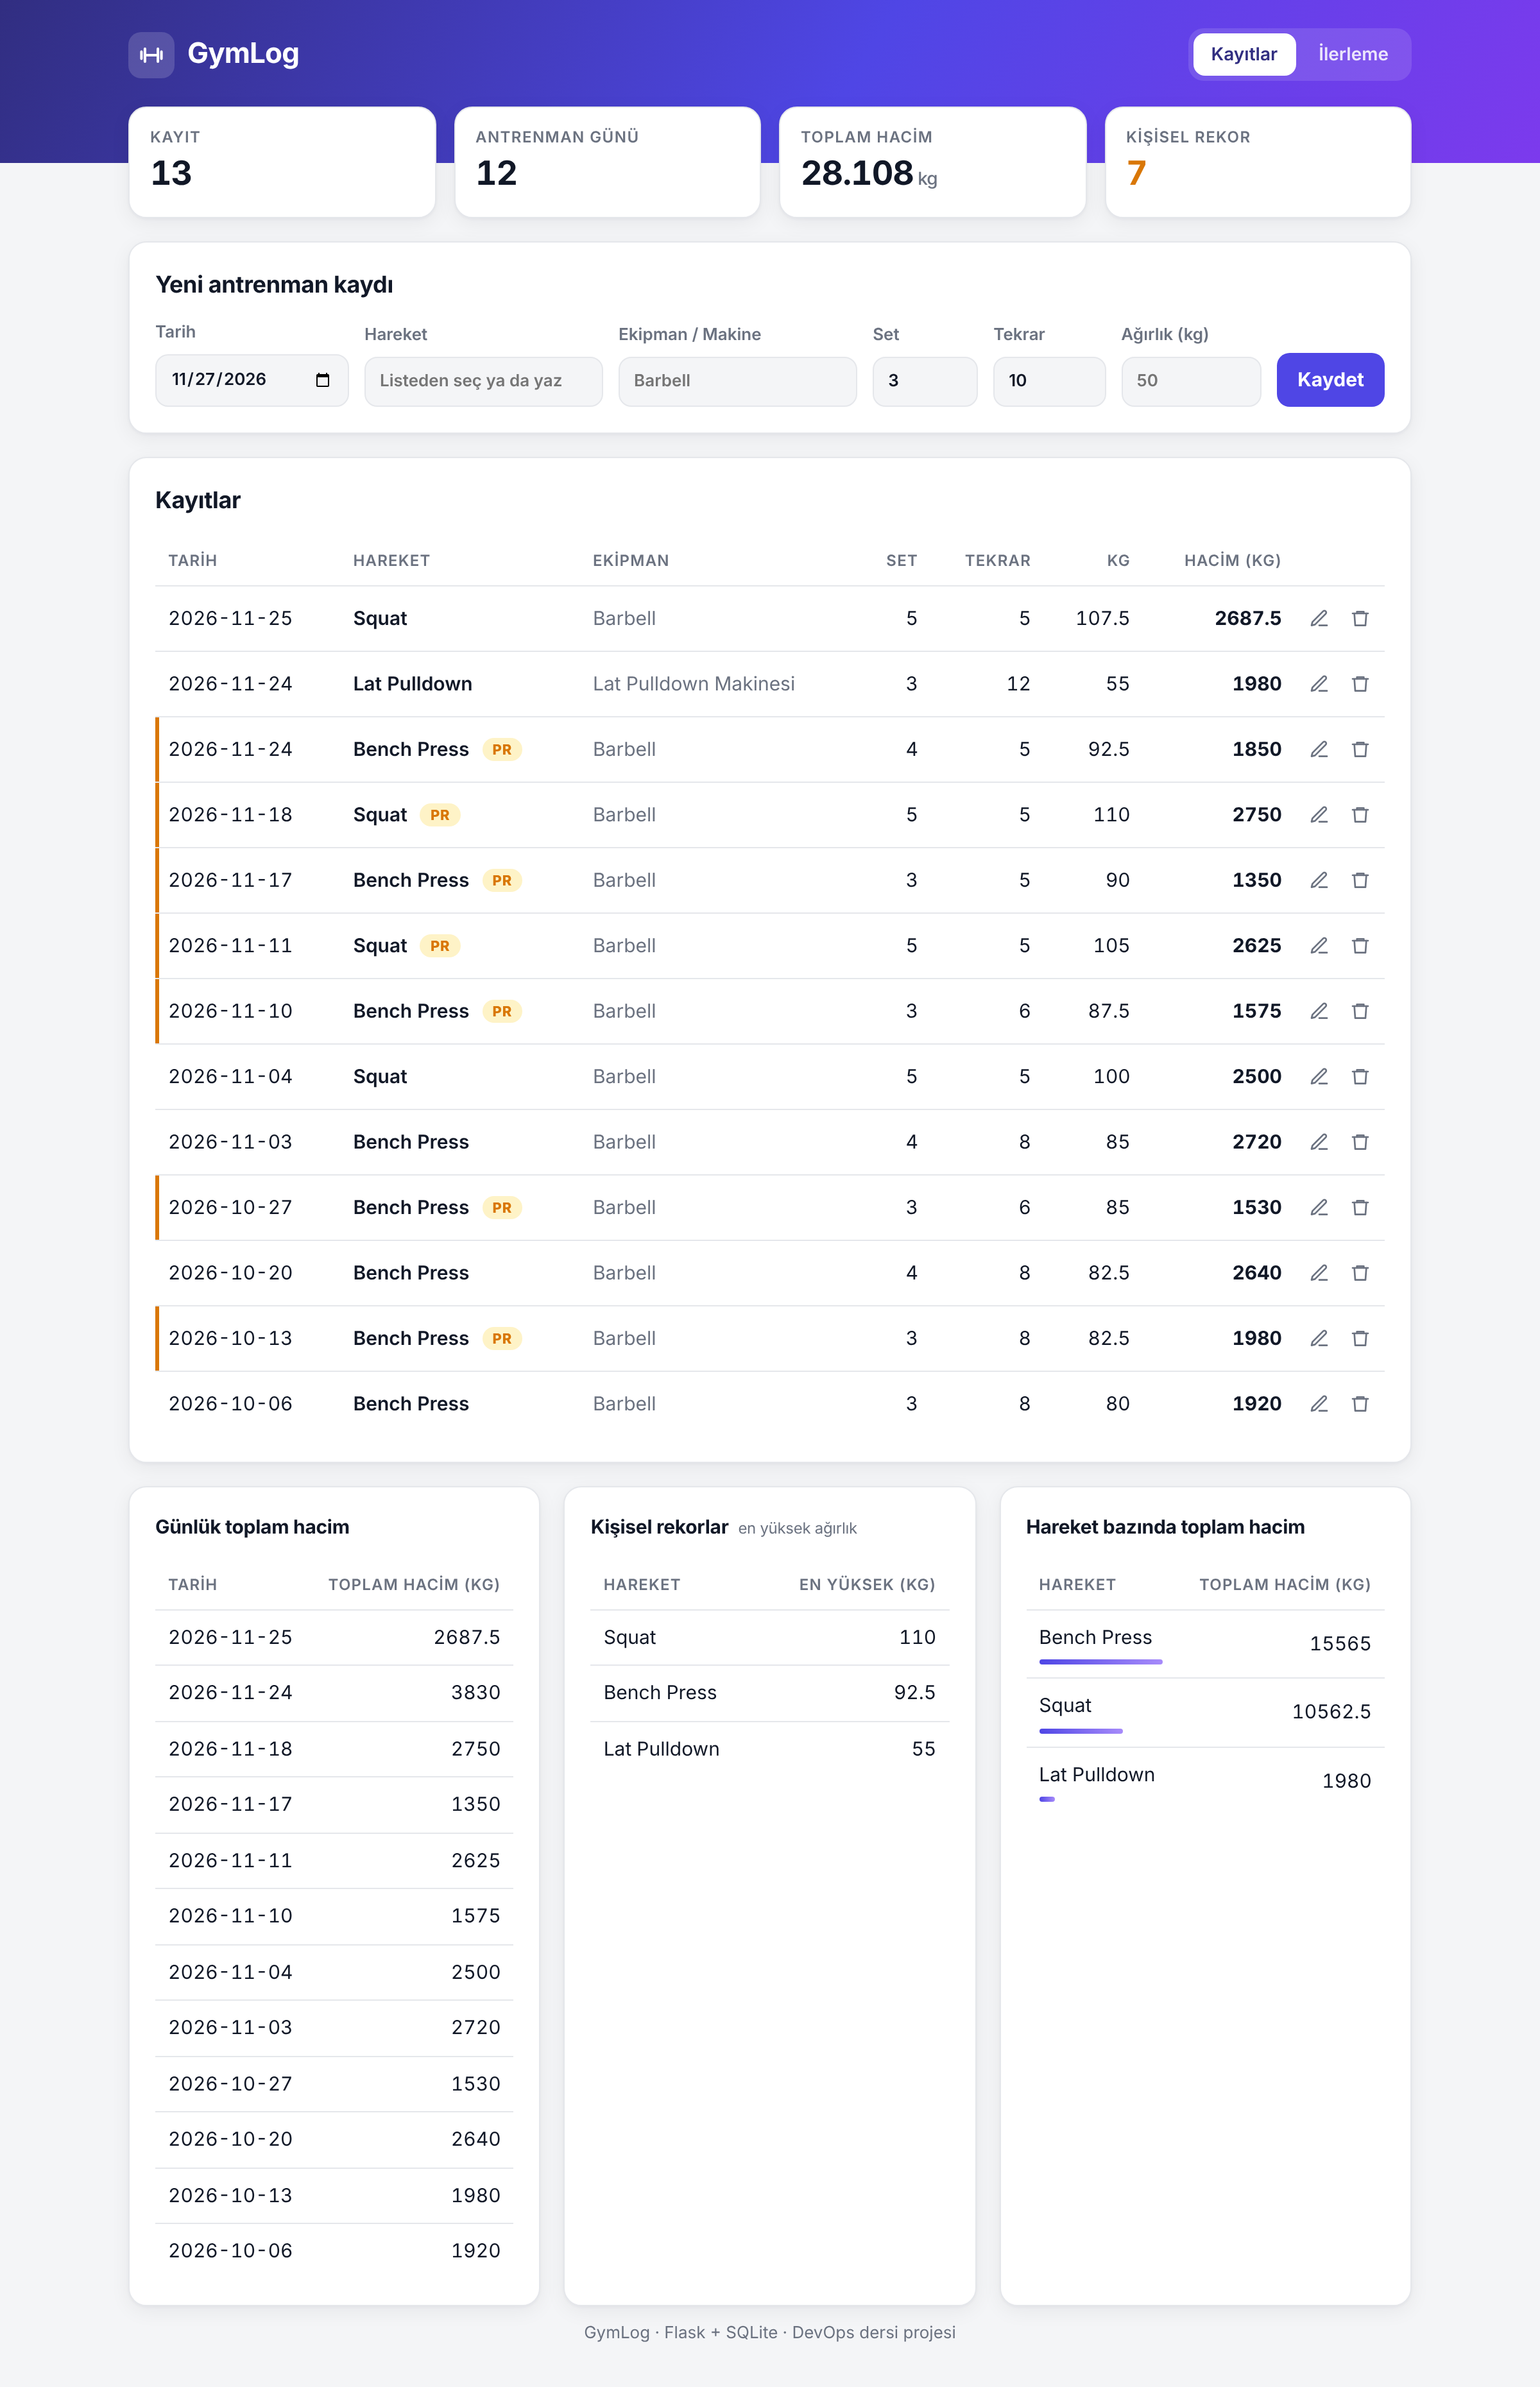 GymLog
Kayıtlar İlerleme
KAYIT ANTRENMAN GÜNÜ TOPLAM HACİM KİŞİSEL REKOR
13 12 28.108 kg 7
Yeni antrenman kaydı
Tarih Hareket Ekipman / Makine Set Tekrar Ağırlık (kg)
11/27/2026 Listeden seç ya da yaz Barbell 3 10 50 Kaydet
Kayıtlar
TARİH HAREKET EKİPMAN SET TEKRAR KG HACİM (KG)
2026-11-25 Squat Barbell 5 5 107.5 2687.5
2026-11-24 Lat Pulldown Lat Pulldown Makinesi 3 12 55 1980
2026-11-24 Bench Press PR Barbell 4 5 92.5 1850
2026-11-18 Squat PR Barbell 5 5 110 2750
2026-11-17 Bench Press PR Barbell 3 5 90 1350
2026-11-11 Squat PR Barbell 5 5 105 2625
2026-11-10 Bench Press PR Barbell 3 6 87.5 1575
2026-11-04 Squat Barbell 5 5 100 2500
2026-11-03 Bench Press Barbell 4 8 85 2720
2026-10-27 Bench Press PR Barbell 3 6 85 1530
2026-10-20 Bench Press Barbell 4 8 82.5 2640
2026-10-13 Bench Press PR Barbell 3 8 82.5 1980
2026-10-06 Bench Press Barbell 3 8 80 1920
Günlük toplam hacim
TARİH TOPLAM HACİM (KG)
2026-11-25 2687.5
2026-11-24 3830
2026-11-18 2750
2026-11-17 1350
2026-11-11 2625
2026-11-10 1575
2026-11-04 2500
2026-11-03 2720
2026-10-27 1530
2026-10-20 2640
2026-10-13 1980
2026-10-06 1920
Kişisel rekorlar en yüksek ağırlık
HAREKET EN YÜKSEK (KG)
Squat 110
Bench Press 92.5
Lat Pulldown 55
Hareket bazında toplam hacim
HAREKET TOPLAM HACİM (KG)
Bench Press 15565
Squat 10562.5
Lat Pulldown 1980
GymLog · Flask + SQLite · DevOps dersi projesi